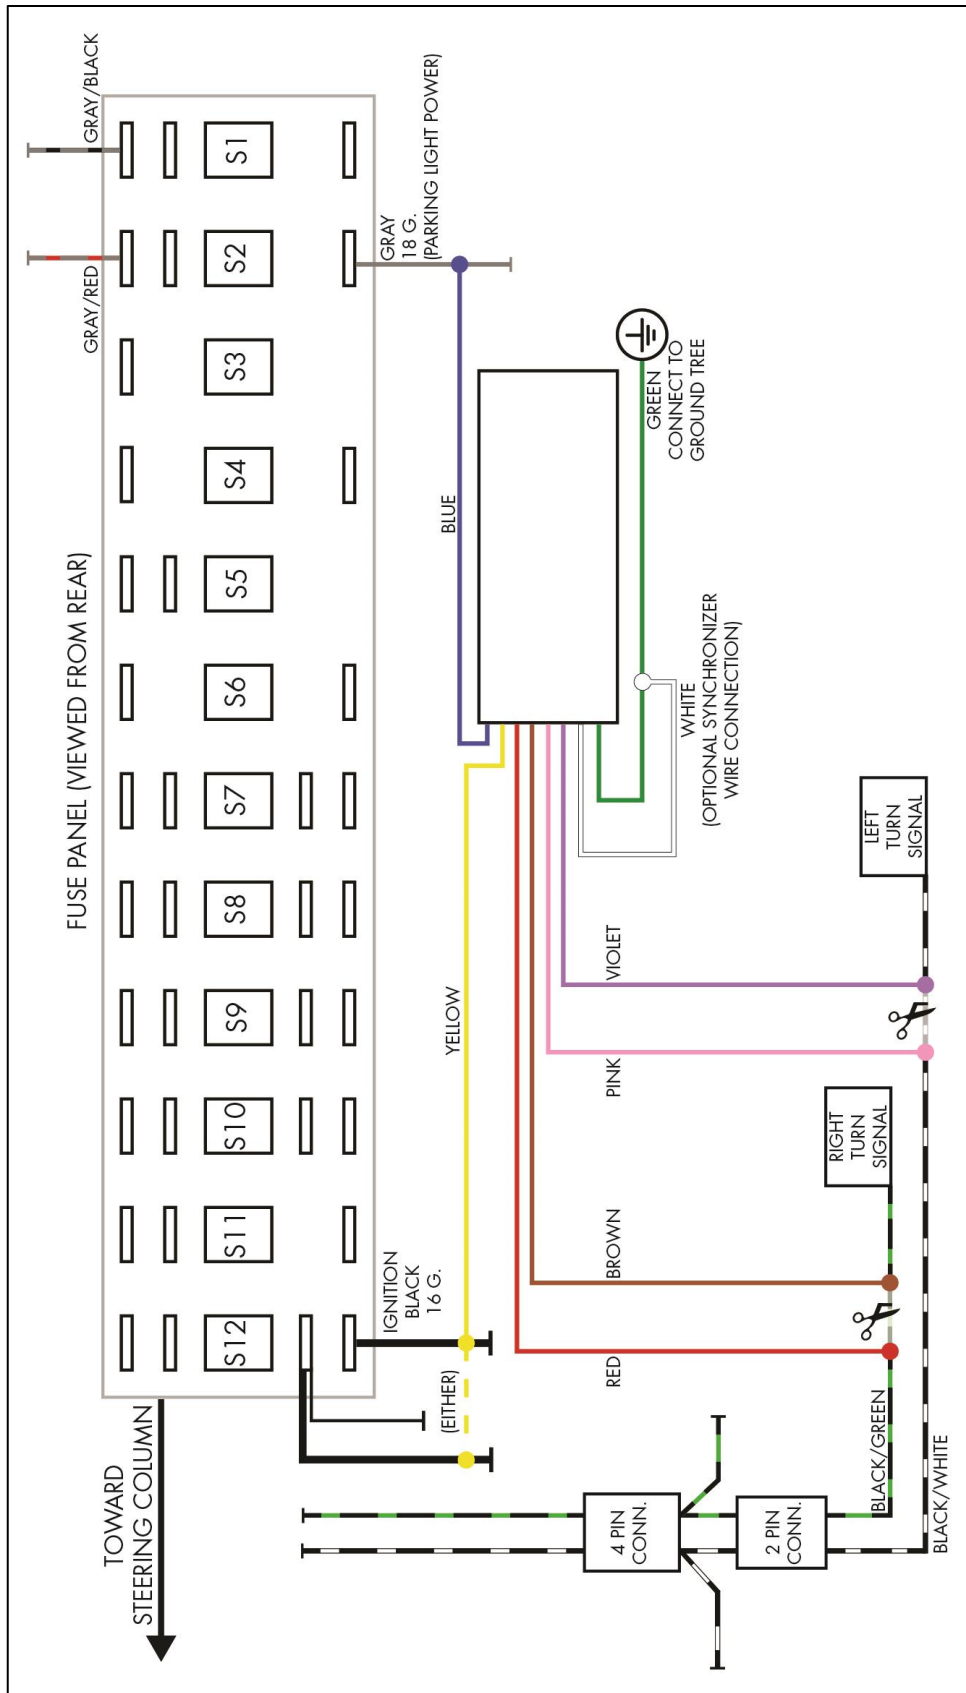 FUSE PANEL (VIEWED FROM REAR)
TOWARD
STEERING COLUMN
GRAY/RED
GRAY/BLACK
S12
S11
S10
S9
S8
S7
S6
S5
S4
S3
S2
S1
IGNITION
BLACK
16 G.
(EITHER)
YELLOW
BLUE
GRAY
18 G.
(PARKING LIGHT POWER)
GREEN
CONNECT TO
GROUND TREE
WHITE
(OPTIONAL SYNCHRONIZER
WIRE CONNECTION)
RED
BROWN
PINK
VIOLET
4 PIN
CONN.
2 PIN
CONN.
BLACK/GREEN
BLACK/WHITE
RIGHT
TURN
SIGNAL
LEFT
TURN
SIGNAL